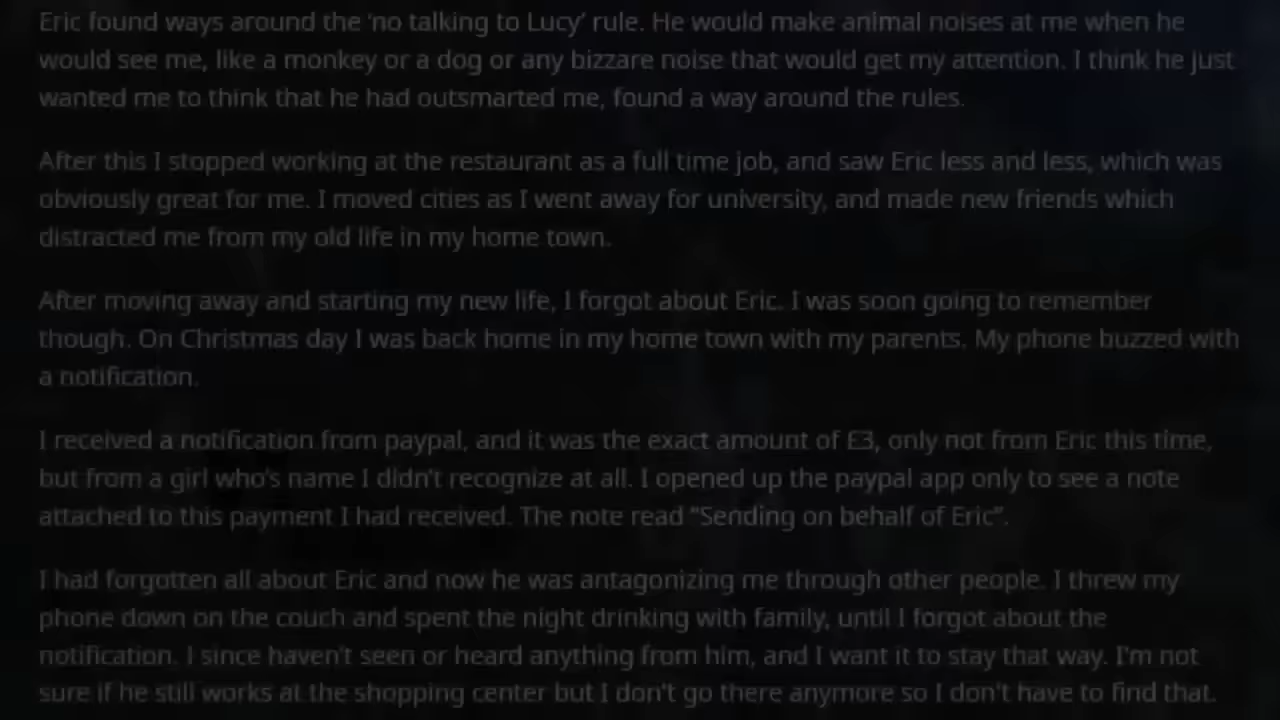 Eric found ways around the ‘no talking to Lucy’ rule. He would make animal noises at me when he
would see me, like a monkey or a dog or any bizzare noise that would get my attention. I think he just
wanted me to think that he had outsmarted me, found a way around the rules.
After this I stopped working at the restaurant as a full time job, and saw Eric less and less, which was
obviously great for me. I moved cities as I went away for university, and made new friends which
distracted me from my old life in my home town.
After moving away and starting my new life, I forgot about Eric. I was soon going to remember
though. On Christmas day I was back home in my home town with my parents. My phone buzzed with
a notification.
I received a notification from paypal, and it was the exact amount of £3, only not from Eric this time,
but from a girl who’s name I didn’t recognize at all. I opened up the paypal app only to see a note
attached to this payment I had received. The note read “Sending on behalf of Eric”.
I had forgotten all about Eric and now he was antagonizing me through other people. I threw my
phone down on the couch and spent the night drinking with family, until I forgot about the
notification. I since haven’t seen or heard anything from him, and I want it to stay that way. I’m not
sure if he still works at the shopping center but I don’t go there anymore so I don’t have to find that.